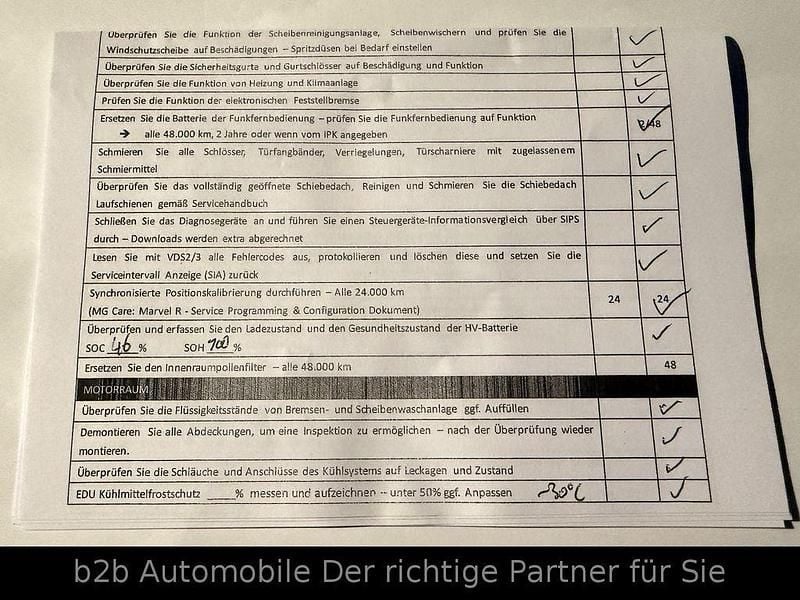 Überprüfen Sie die Funktion der Scheibenreinigungsanlage, Scheibenwischern und prüfen Sie die
Windschutzscheibe auf Beschädigungen – Spritzdüsen bei Bedarf einstellen
Überprüfen Sie die Sicherheitsgurte und Gurtschlösser auf Beschädigung und Funktion
Überprüfen Sie die Funktion von Heizung und Klimaanlage
Prüfen Sie die Funktion der elektronischen Feststellbremse
Ersetzen Sie die Batterie der Funkfernbedienung – prüfen Sie die Funkfernbedienung auf Funktion
➔ alle 48.000 km, 2 Jahre oder wenn vom IPK angegeben 2/48
Schmieren Sie alle Schlösser, Türfangbänder, Verriegelungen, Türscharniere mit zugelassenem
Schmiermittel
Überprüfen Sie das vollständig geöffnete Schiebedach, Reinigen und Schmieren Sie die Schiebedach
Laufschienen gemäß Servicehandbuch
Schließen Sie das Diagnosegeräte an und führen Sie einen Steuergeräte-Informationsvergleich über SIPS
durch – Downloads werden extra abgerechnet
Lesen Sie mit VDS2/3 alle Fehlercodes aus, protokollieren und löschen diese und setzen Sie die
Serviceintervall Anzeige (SIA) zurück
Synchronisierte Positionskalibrierung durchführen – Alle 24.000 km
(MG Care: Marvel R - Service Programming & Configuration Dokument) 24 24
Überprüfen und erfassen Sie den Ladezustand und den Gesundheitszustand der HV-Batterie
SOC 46 % SOH 100 %
Ersetzen Sie den Innenraumpollenfilter – alle 48.000 km 48
MOTORRAUM
Überprüfen Sie die Flüssigkeitsstände von Bremsen- und Scheibenwaschanlage ggf. Auffüllen
Demontieren Sie alle Abdeckungen, um eine Inspektion zu ermöglichen – nach der Überprüfung wieder
montieren.
Überprüfen Sie die Schläuche und Anschlüsse des Kühlsystems auf Leckagen und Zustand
EDU Kühlmittelfrostschutz _____% messen und aufzeichnen -- unter 50% ggf. Anpassen -30°C
b2b Automobile Der richtige Partner für Sie